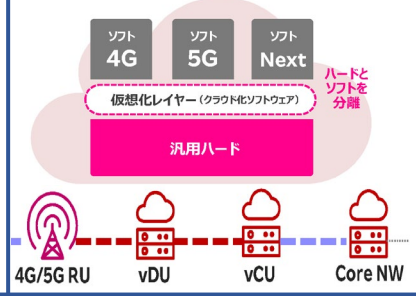 ソフト ソフト ソフト
4G 5G Next
ハードと
ソフトを
分離
仮想化レイヤー(クラウド化ソフトウェア)
汎用ハード
4G/5G RU vDU vCU Core NW